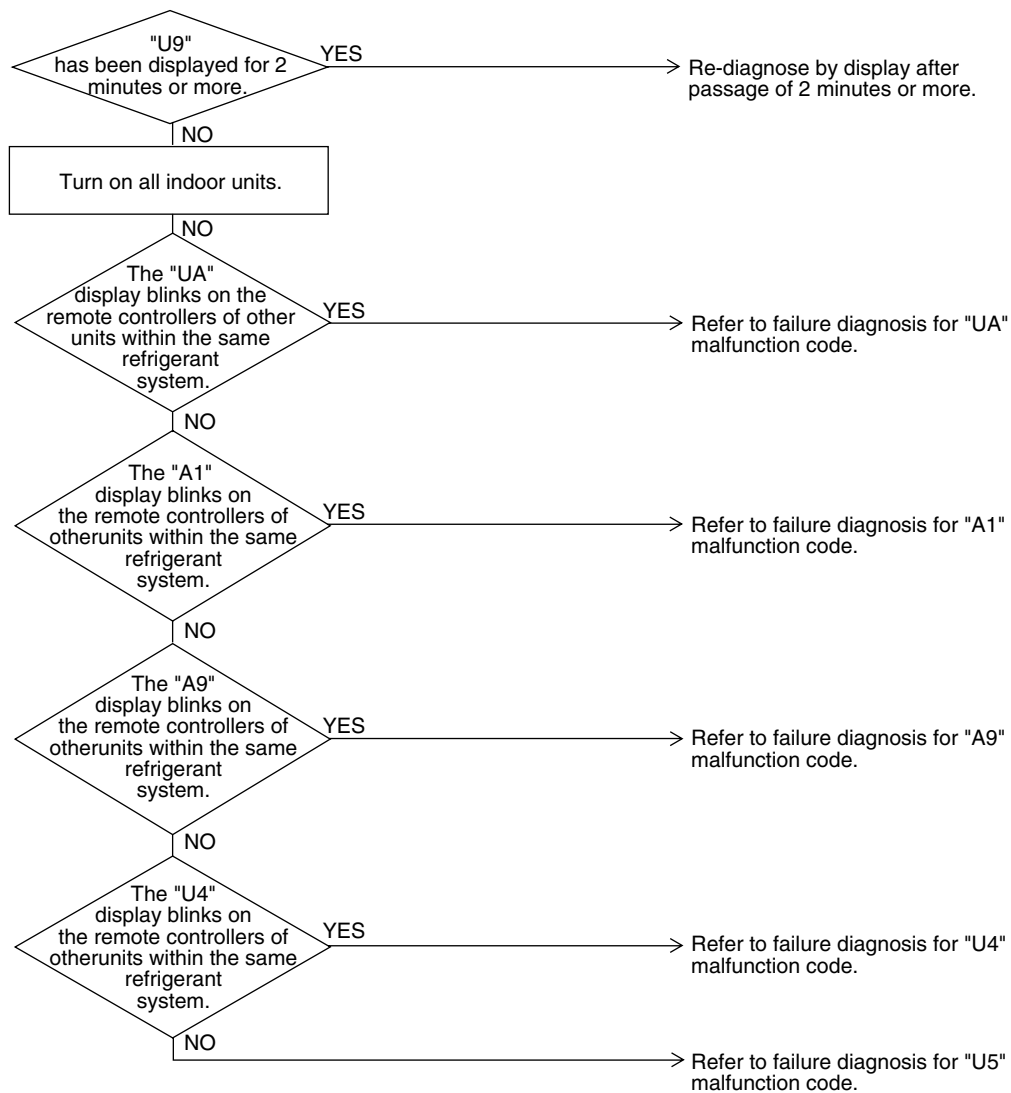 "U9"
has been displayed for 2
minutes or more.
YES
Re-diagnose by display after
passage of 2 minutes or more.
NO
Turn on all indoor units.
NO
The "UA"
display blinks on the
remote controllers of other
units within the same
refrigerant
system.
YES
Refer to failure diagnosis for "UA"
malfunction code.
NO
The "A1"
display blinks on
the remote controllers of
otherunits within the same
refrigerant
system.
YES
Refer to failure diagnosis for "A1"
malfunction code.
NO
The "A9"
display blinks on
the remote controllers of
otherunits within the same
refrigerant
system.
YES
Refer to failure diagnosis for "A9"
malfunction code.
NO
The "U4"
display blinks on
the remote controllers of
otherunits within the same
refrigerant
system.
YES
Refer to failure diagnosis for "U4"
malfunction code.
NO
Refer to failure diagnosis for "U5"
malfunction code.